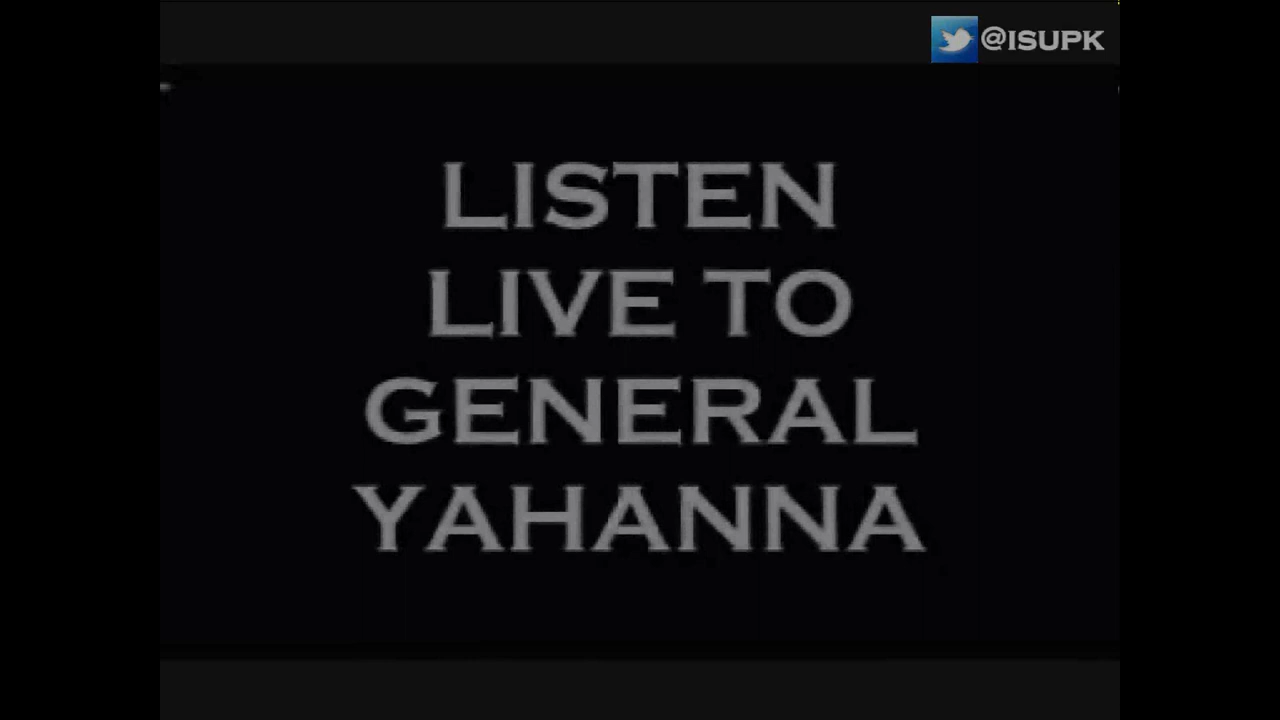 @ISUPK
LISTEN
LIVE TO
GENERAL
YAHANNA